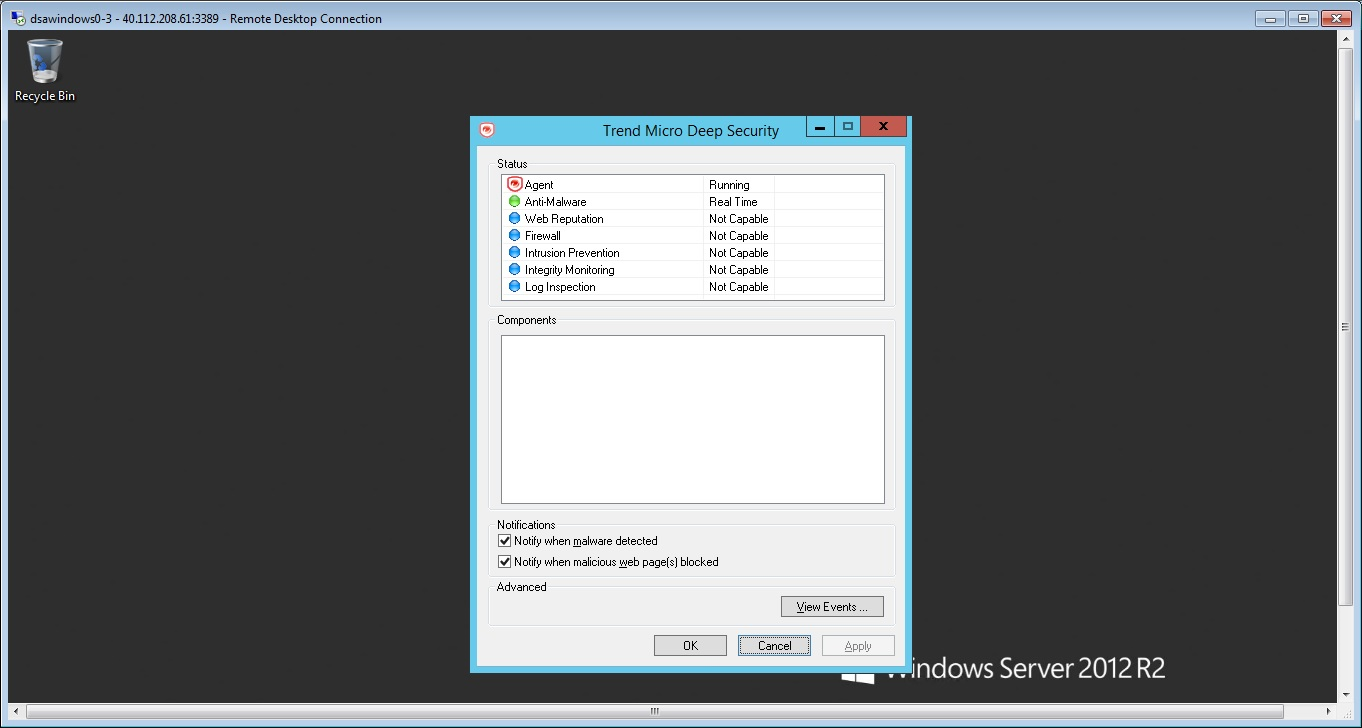 dsawindows0-3 - 40.112.208.61:3389 - Remote Desktop Connection
Recycle Bin
Trend Micro Deep Security
Status
Agent Running
Anti-Malware Real Time
Web Reputation Not Capable
Firewall Not Capable
Intrusion Prevention Not Capable
Integrity Monitoring Not Capable
Log Inspection Not Capable
Components
Notifications
Notify when malware detected
Notify when malicious web page(s) blocked
Advanced
View Events ...
OK Cancel Apply
Windows Server 2012 R2